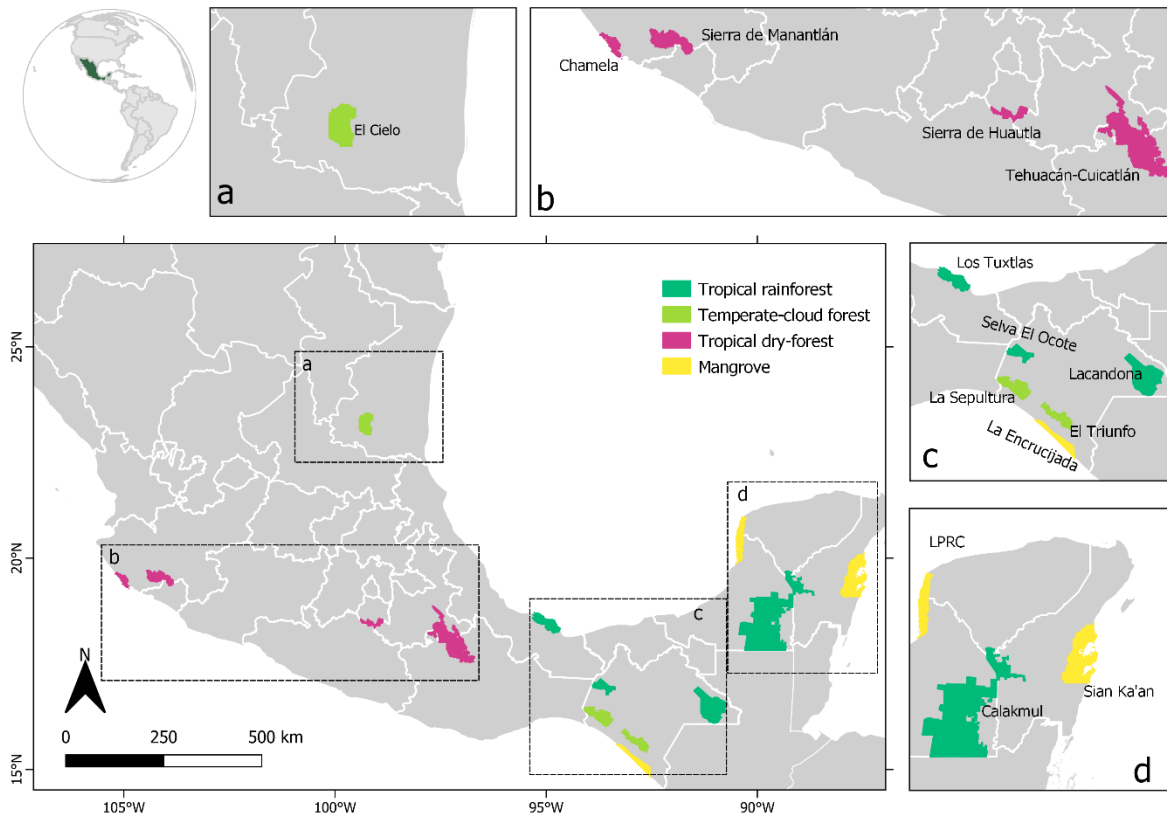 El Cielo
a
Sierra de Manantlán
Chamela
Sierra de Huautla
Tehuacán-Cuicatlán
b
Tropical rainforest
Temperate-cloud forest
Tropical dry-forest
Mangrove
25°N
20°N
15°N
a
b
c
d
N
0 250 500 km
105°W 100°W 95°W 90°W
Los Tuxtlas
Selva El Ocote
Lacandona
La Sepultura
El Triunfo
La Encrucijada
c
LPRC
Sian Ka'an
Calakmul
d